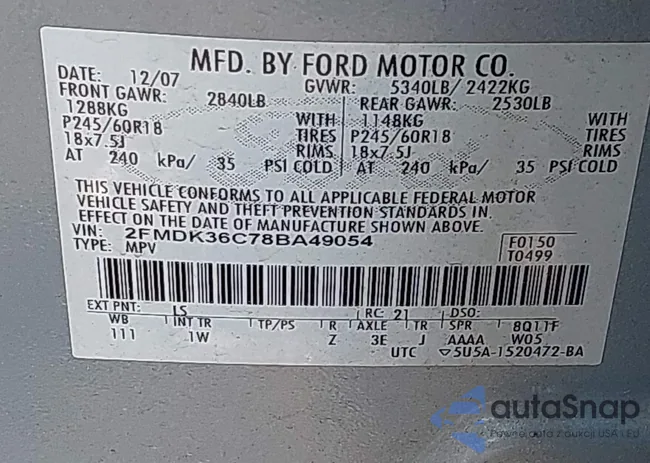 MFD. BY FORD MOTOR CO.
DATE: 12/07 GVWR: 5340LB/ 2422KG
FRONT GAWR: 2840LB REAR GAWR: 2530LB
1288KG WITH 1148KG WITH
P245/60R18 TIRES P245/60R18 TIRES
18x7.5J RIMS 18x7.5J RIMS
AT 240 kPa/ 35 PSI COLD AT 240 kPa/ 35 PSI COLD
THIS VEHICLE CONFORMS TO ALL APPLICABLE FEDERAL MOTOR
VEHICLE SAFETY AND THEFT PREVENTION STANDARDS IN
EFFECT ON THE DATE OF MANUFACTURE SHOWN ABOVE.
VIN: 2FMDK36C78BA49054 F0150
TYPE: MPV T0499
EXT PNT: LS RC: 21 DSO:
WB INT TR TP/PS R AXLE TR SPR 8Q11F
111 1W Z 3E J AAAA W05
UTC ▽5U5A-1520472-BA
autoSnap